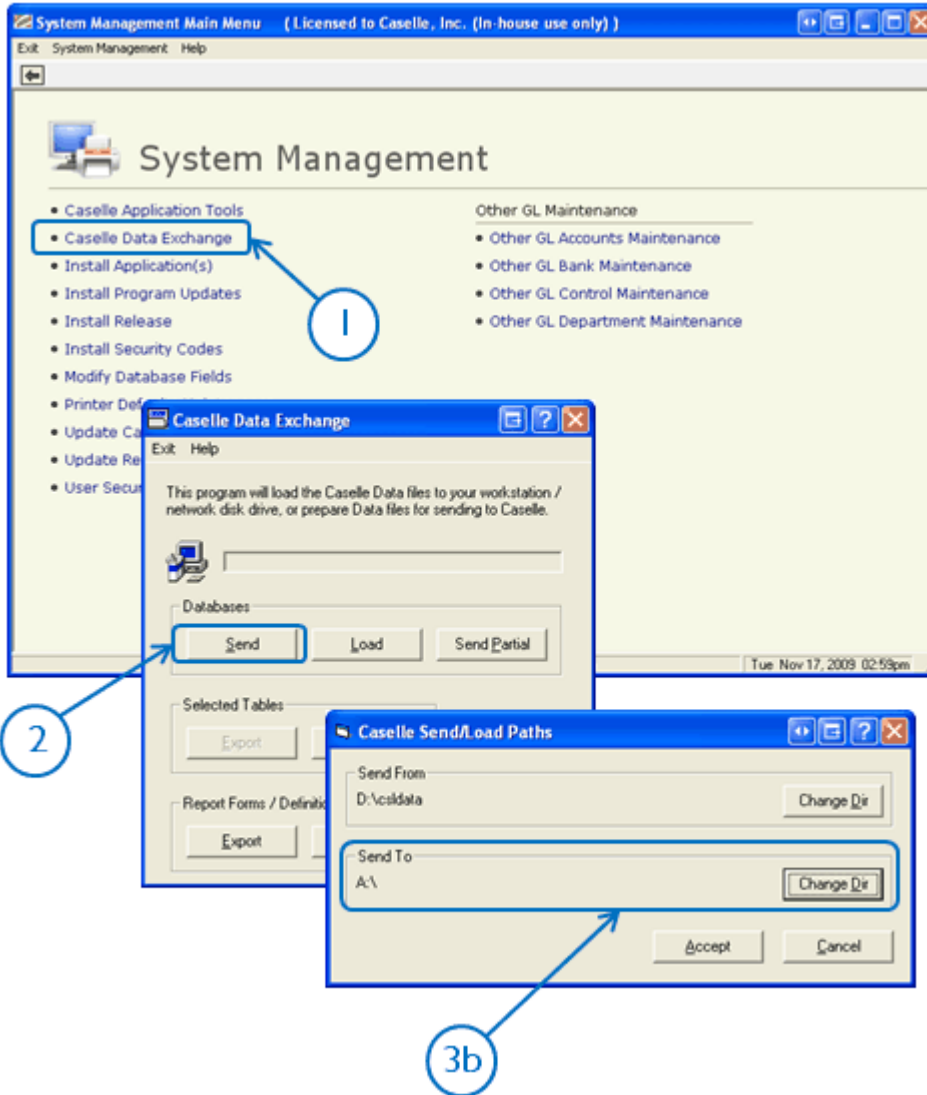 System Management Main Menu ( Licensed to Caselle, Inc. (In-house use only) )
Exit System Management Help
System Management
• Caselle Application Tools
• Caselle Data Exchange
• Install Application(s)
• Install Program Updates
• Install Release
• Install Security Codes
• Modify Database Fields
• Printer
• Update
• Update
• User
Other GL Maintenance
• Other GL Accounts Maintenance
• Other GL Bank Maintenance
• Other GL Control Maintenance
• Other GL Department Maintenance
1
Caselle Data Exchange
Exit Help
This program will load the Caselle Data files to your workstation /
network disk drive, or prepare Data files for sending to Caselle.
Databases
Send Load Send Partial
Tue Nov 17, 2009 02:59pm
2
Selected Tables
Export
Report Forms /
Export
Caselle Send/Load Paths
Send From
D:\csldata Change Dir
Send To
A:\ Change Dir
Accept Cancel
3b